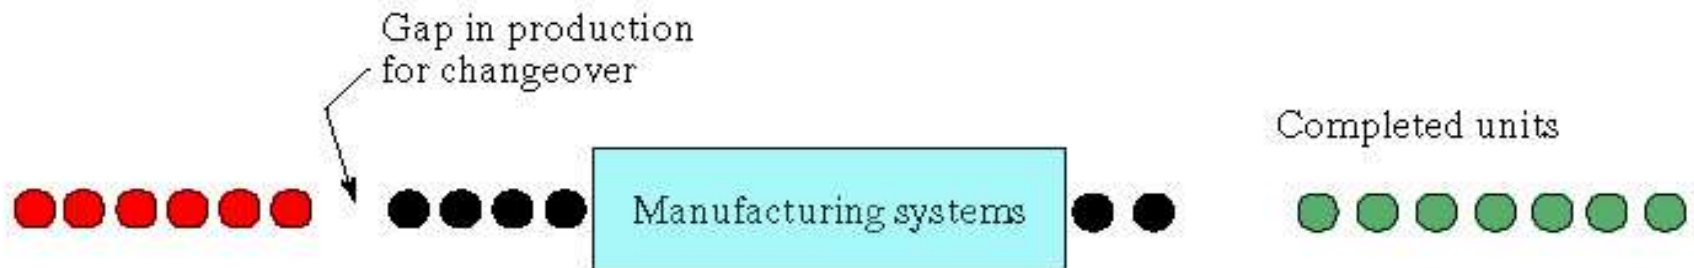 Gap in production
for changeover
Completed units
Manufacturing systems